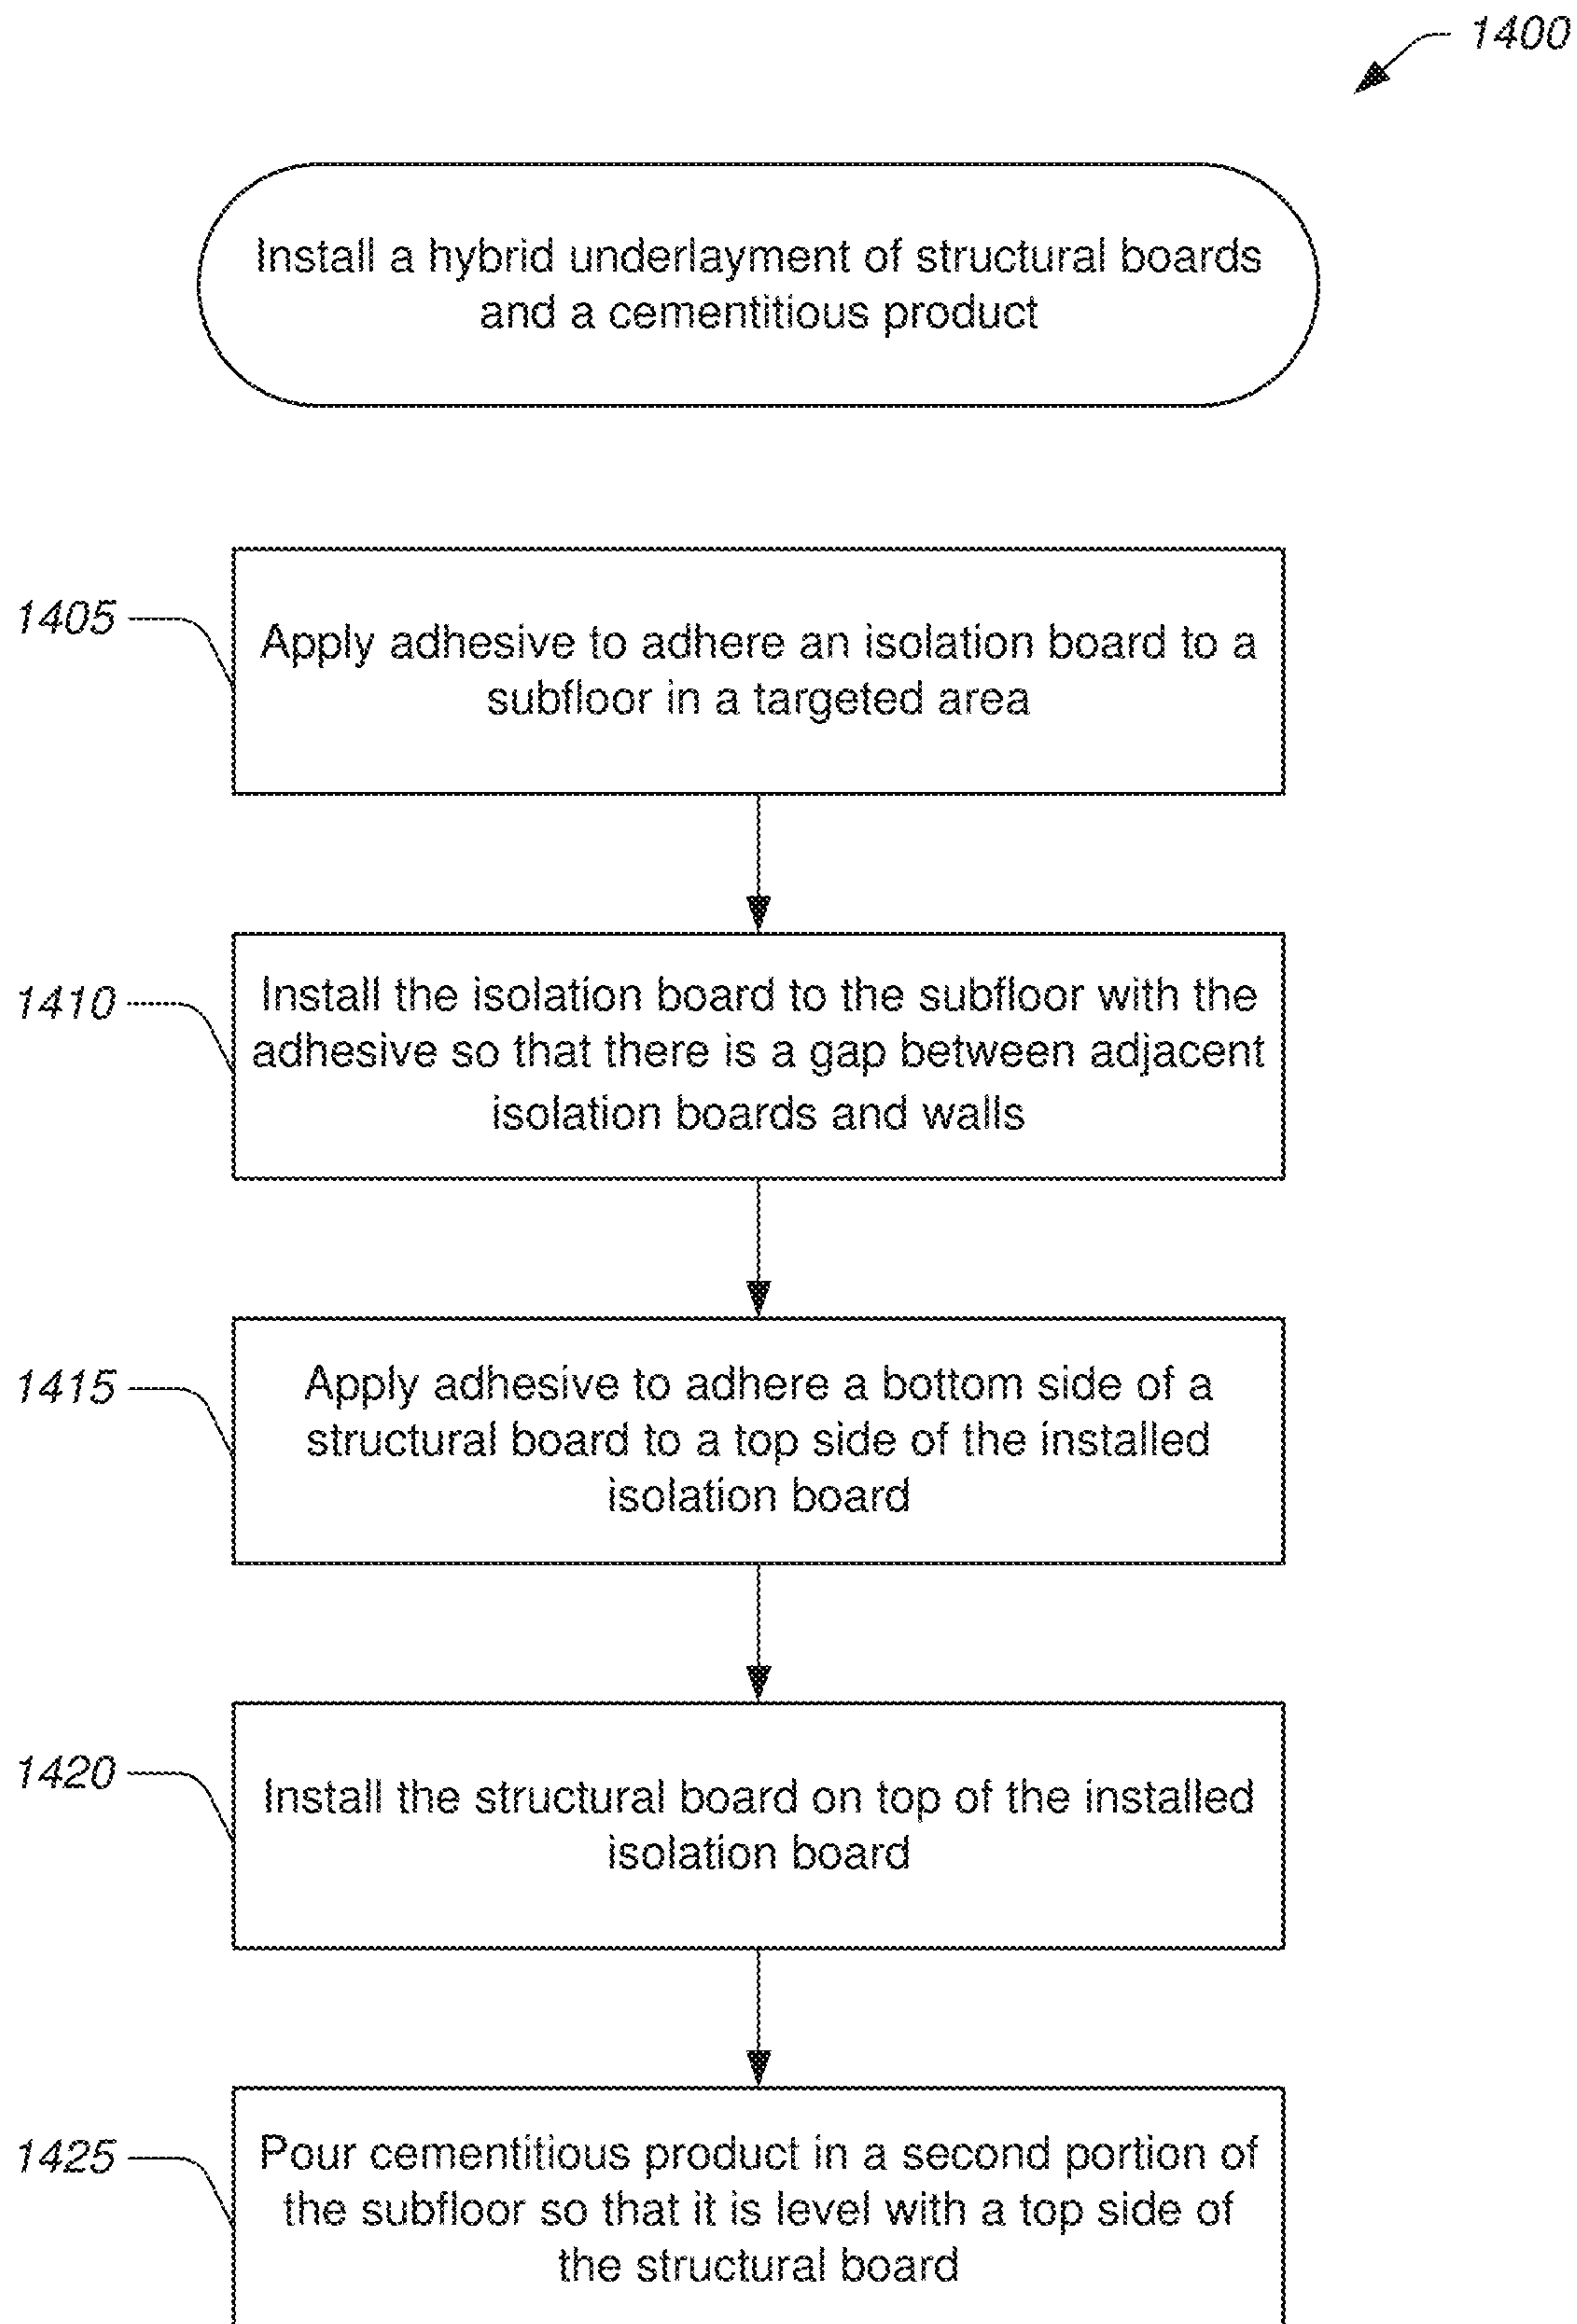 1400
Install a hybrid underlayment of structural boards
and a cementitious product
1405
Apply adhesive to adhere an isolation board to a
subfloor in a targeted area
1410
Install the isolation board to the subfloor with the
adhesive so that there is a gap between adjacent
isolation boards and walls
1415
Apply adhesive to adhere a bottom side of a
structural board to a top side of the installed
isolation board
1420
Install the structural board on top of the installed
isolation board
1425
Pour cementitious product in a second portion of
the subfloor so that it is level with a top side of
the structural board